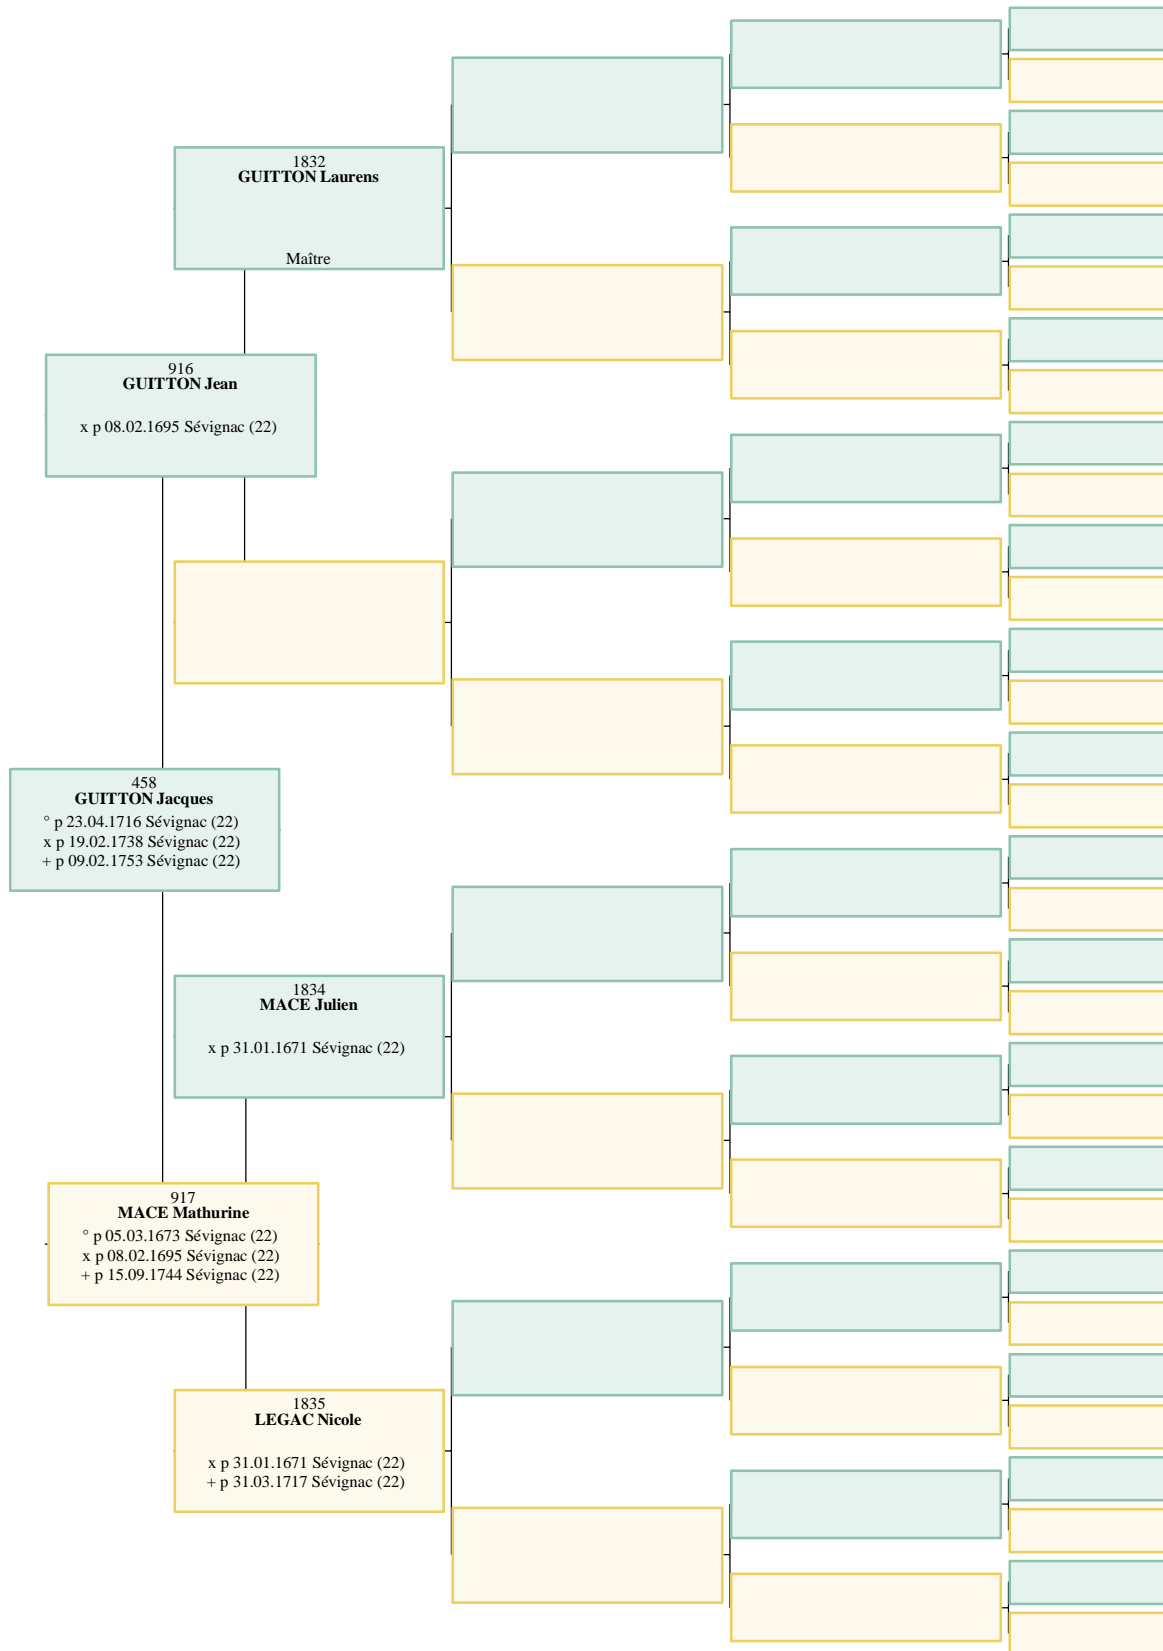 1832
GUITTON Laurens
Maître
916
GUITTON Jean
x p 08.02.1695 Sévignac (22)
458
GUITTON Jacques
° p 23.04.1716 Sévignac (22)
x p 19.02.1738 Sévignac (22)
+ p 09.02.1753 Sévignac (22)
1834
MACE Julien
x p 31.01.1671 Sévignac (22)
917
MACE Mathurine
° p 05.03.1673 Sévignac (22)
x p 08.02.1695 Sévignac (22)
+ p 15.09.1744 Sévignac (22)
1835
LEGAC Nicole
x p 31.01.1671 Sévignac (22)
+ p 31.03.1717 Sévignac (22)